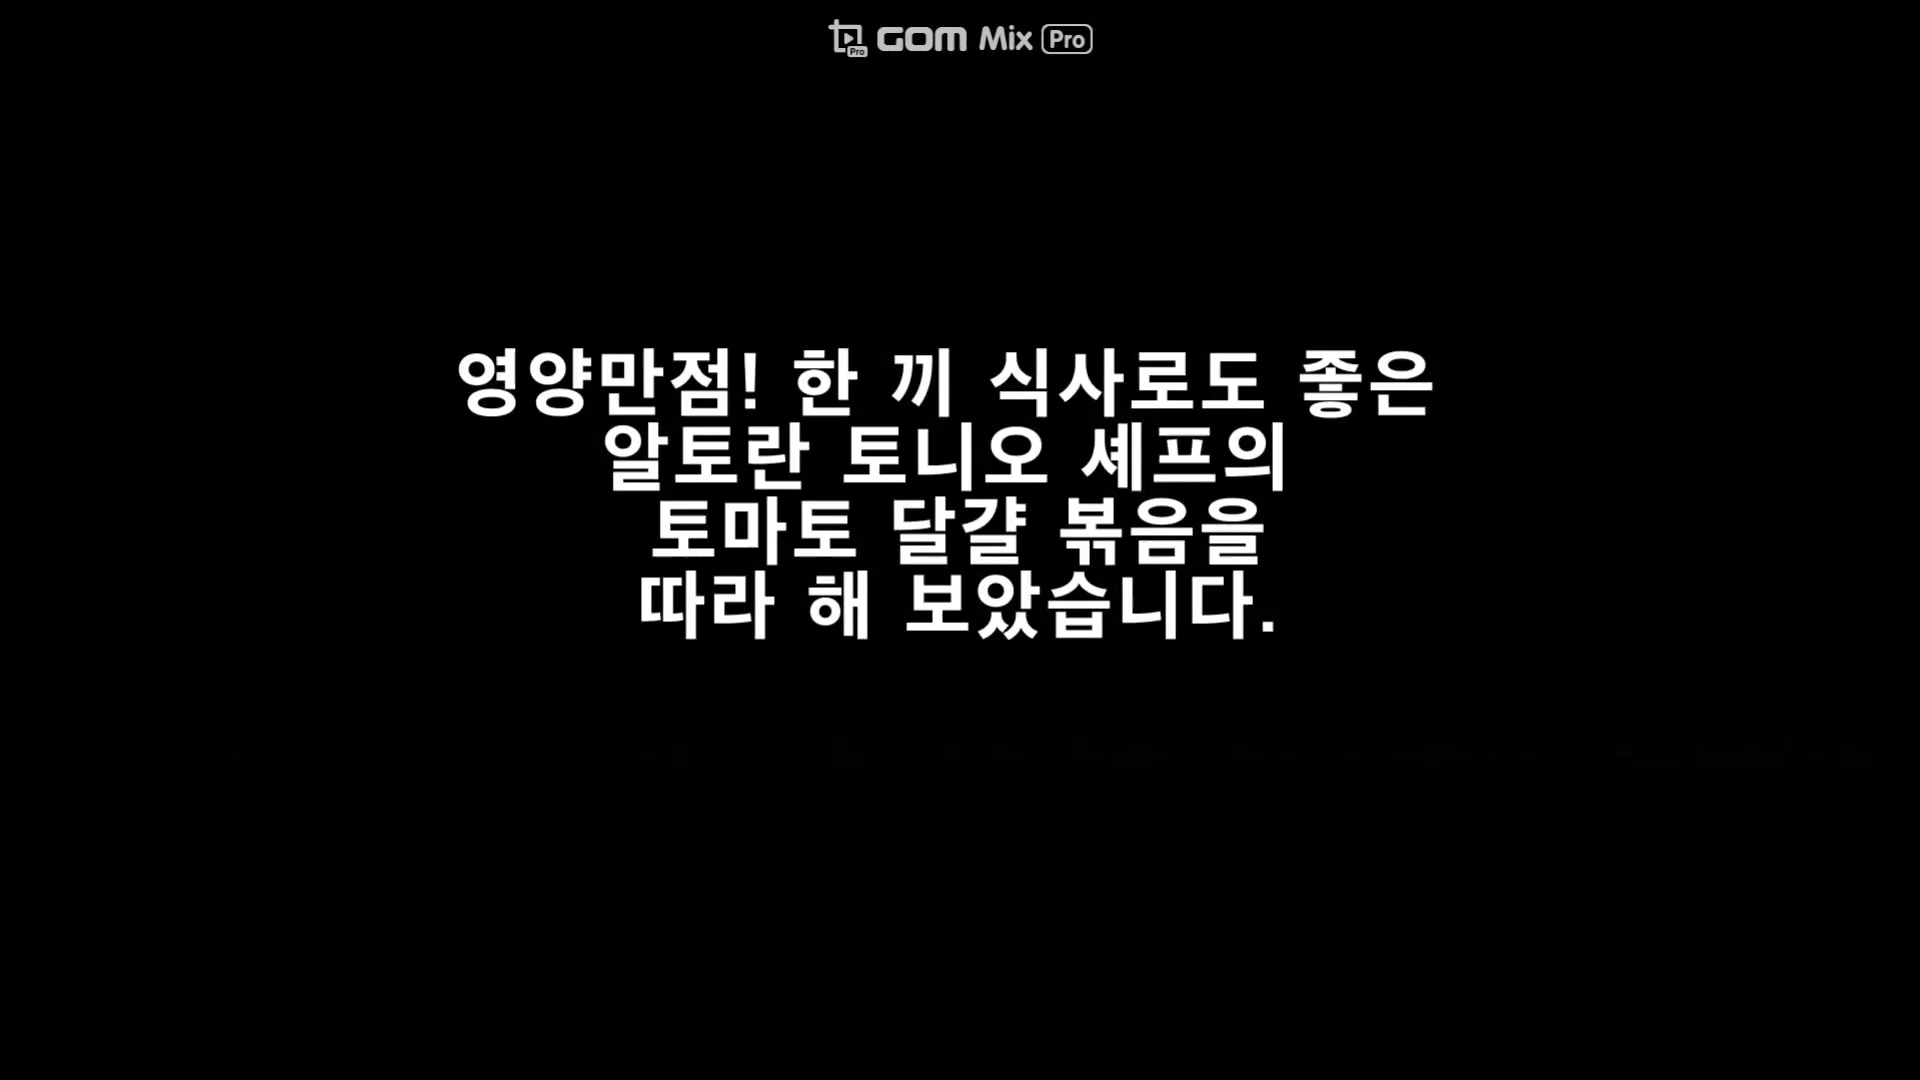 Pro GOM Mix Pro
영양만점! 한 끼 식사로도 좋은
알토란 토니오 셰프의
토마토 달걀 볶음을
따라 해 보았습니다.